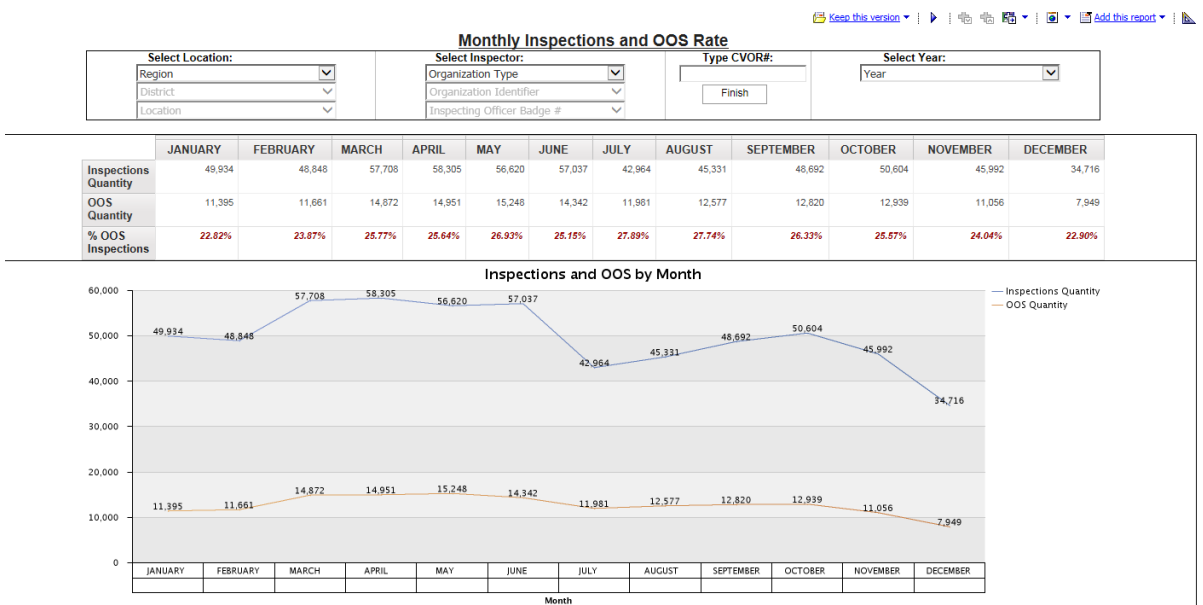 Keep this version Add this report
Monthly Inspections and OOS Rate
Select Location: Select Inspector: Type CVOR#: Select Year:
Region Organization Type Year
District Organization Identifier Finish
Location Inspecting Officer Badge #
JANUARY FEBRUARY MARCH APRIL MAY JUNE JULY AUGUST SEPTEMBER OCTOBER NOVEMBER DECEMBER
Inspections Quantity 49,934 48,848 57,708 58,305 56,620 57,037 42,964 45,331 48,692 50,604 45,992 34,716
OOS Quantity 11,395 11,661 14,872 14,951 15,248 14,342 11,981 12,577 12,820 12,939 11,056 7,949
% OOS Inspections 22.82% 23.87% 25.77% 25.64% 26.93% 25.15% 27.89% 27.74% 26.33% 25.57% 24.04% 22.90%
Inspections and OOS by Month
Inspections Quantity
OOS Quantity
60,000
50,000
40,000
30,000
20,000
10,000
0
49,934 48,848 57,708 58,305 56,620 57,037 42,964 45,331 48,692 50,604 45,992 34,716
11,395 11,661 14,872 14,951 15,248 14,342 11,981 12,577 12,820 12,939 11,056 7,949
JANUARY FEBRUARY MARCH APRIL MAY JUNE JULY AUGUST SEPTEMBER OCTOBER NOVEMBER DECEMBER
Month